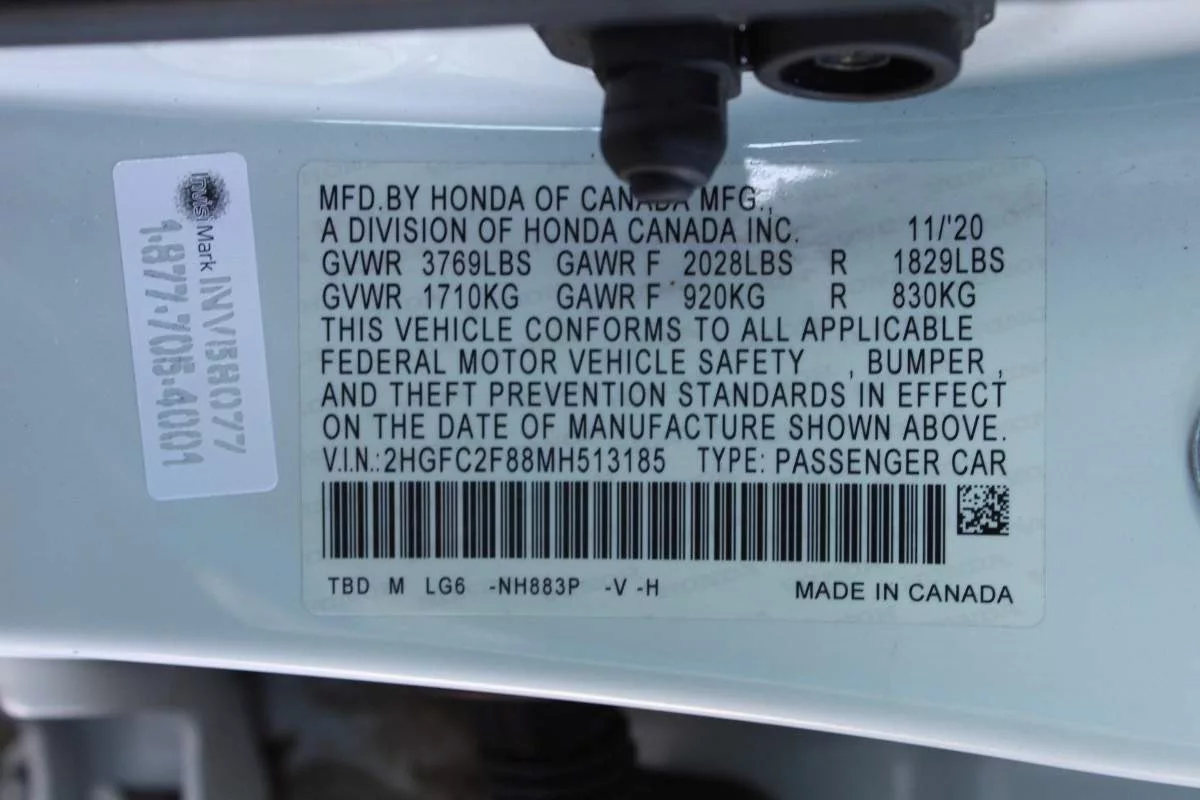 MFD.BY HONDA OF CANADA MFG.,
A DIVISION OF HONDA CANADA INC. 11/'20
GVWR 3769LBS GAWR F 2028LBS R 1829LBS
GVWR 1710KG GAWR F 920KG R 830KG
THIS VEHICLE CONFORMS TO ALL APPLICABLE
FEDERAL MOTOR VEHICLE SAFETY , BUMPER ,
AND THEFT PREVENTION STANDARDS IN EFFECT
ON THE DATE OF MANUFACTURE SHOWN ABOVE.
V.I.N.:2HGFC2F88MH513185 TYPE: PASSENGER CAR
TBD M LG6 -NH883P -V -H MADE IN CANADA
InvisiMark
INV158077
1-877-705-4001